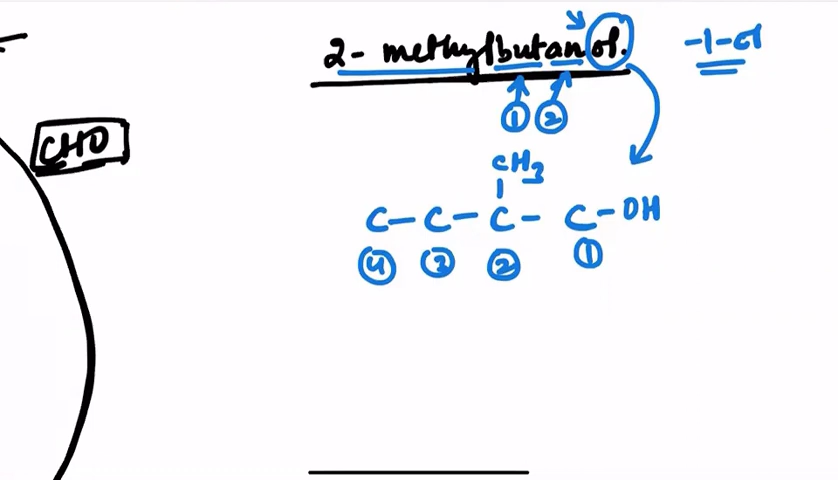 2- methylbutanol. -1-ol
① ②
CHO
CH3
C-C-C-C-OH
④ ③ ② ①